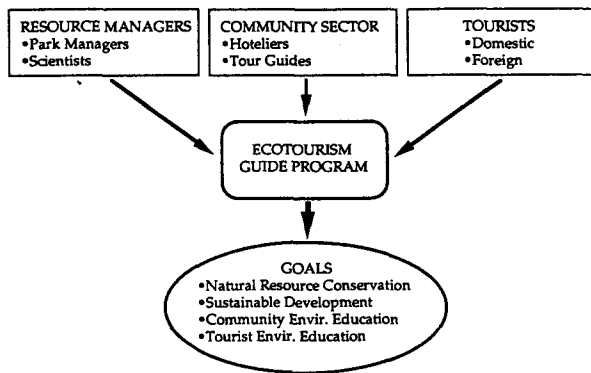 RESOURCE MANAGERS
•Park Managers
•Scientists
COMMUNITY SECTOR
•Hoteliers
•Tour Guides
TOURISTS
•Domestic
•Foreign
ECOTOURISM
GUIDE PROGRAM
GOALS
•Natural Resource Conservation
•Sustainable Development
•Community Envir. Education
•Tourist Envir. Education